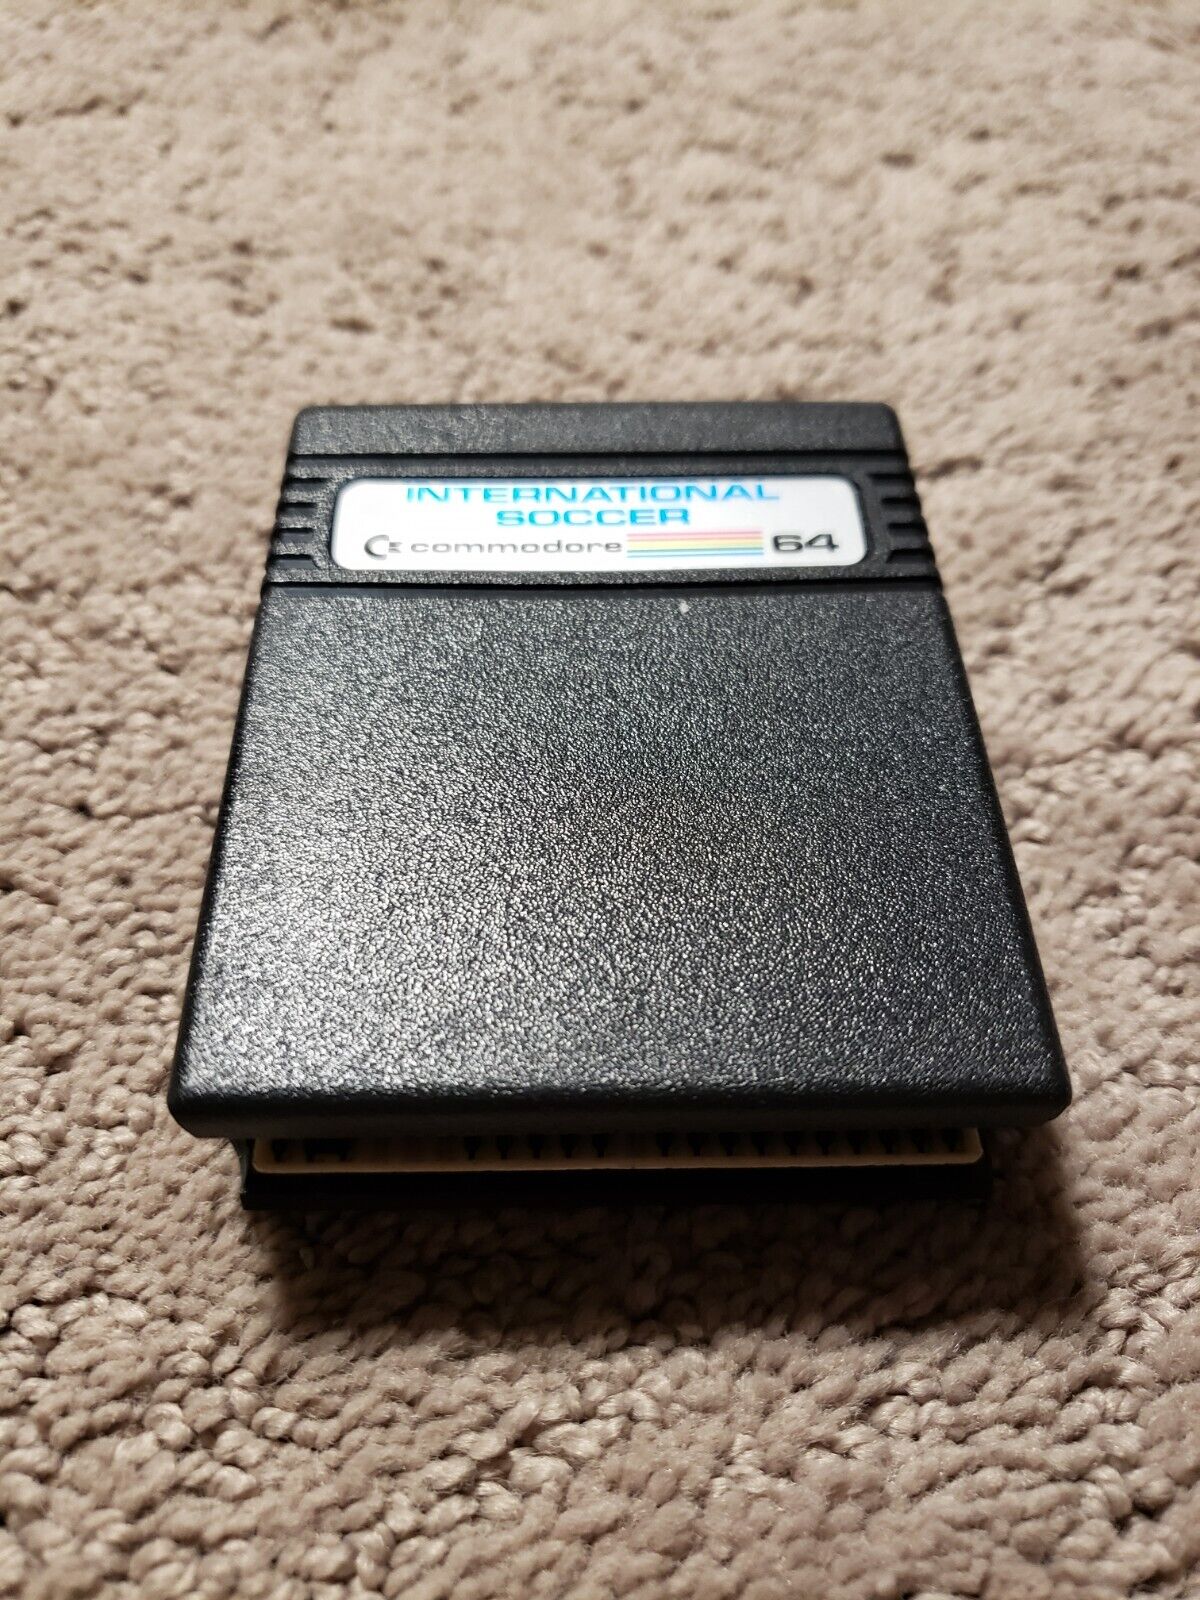 INTERNATIONAL
SOCCER
commodore 64